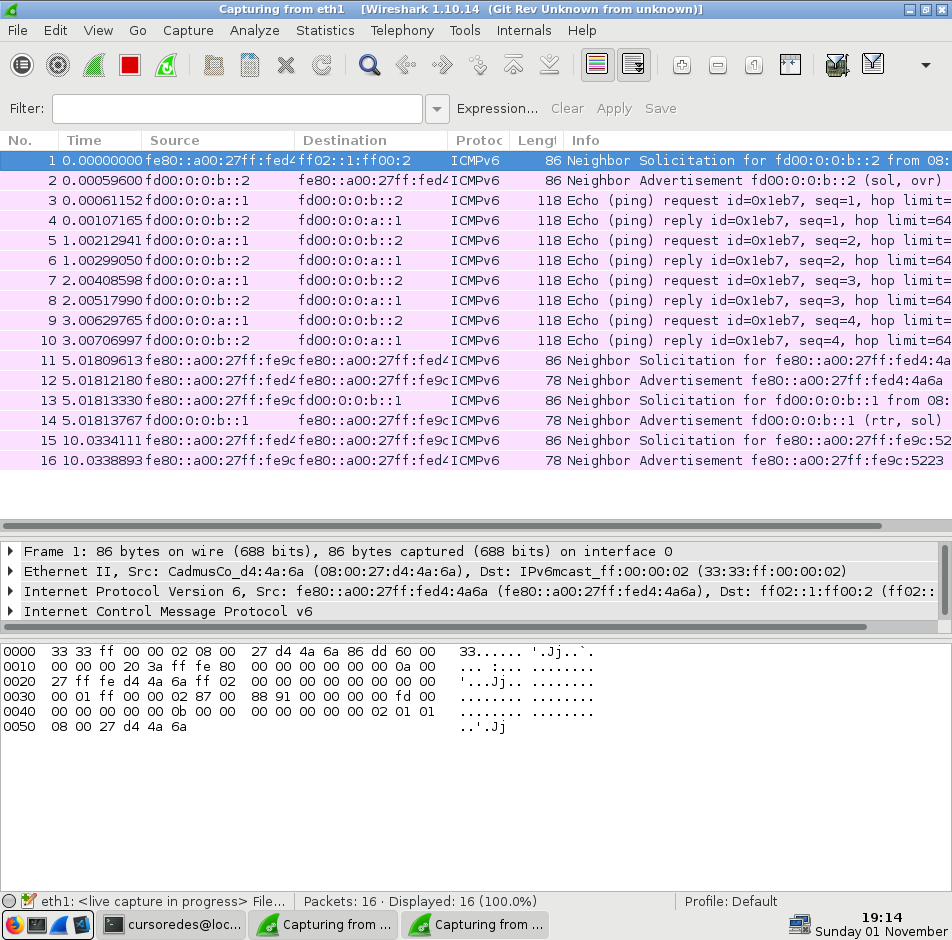 Capturing from eth1 [Wireshark 1.10.14 (Git Rev Unknown from unknown)]
File Edit View Go Capture Analyze Statistics Telephony Tools Internals Help
Filter: Expression... Clear Apply Save
No. Time Source Destination Protoc Lengt Info
1 0.00000000 fe80::a00:27ff:fed4 ff02::1:ff00:2 ICMPv6 86 Neighbor Solicitation for fd00:0:0:b::2 from 08:
2 0.00059600 fd00:0:0:b::2 fe80::a00:27ff:fed4 ICMPv6 86 Neighbor Advertisement fd00:0:0:b::2 (sol, ovr)
3 0.00061152 fd00:0:0:a::1 fd00:0:0:b::2 ICMPv6 118 Echo (ping) request id=0x1eb7, seq=1, hop limit=
4 0.00107165 fd00:0:0:b::2 fd00:0:0:a::1 ICMPv6 118 Echo (ping) reply id=0x1eb7, seq=1, hop limit=64
5 1.00212941 fd00:0:0:a::1 fd00:0:0:b::2 ICMPv6 118 Echo (ping) request id=0x1eb7, seq=2, hop limit=
6 1.00299050 fd00:0:0:b::2 fd00:0:0:a::1 ICMPv6 118 Echo (ping) reply id=0x1eb7, seq=2, hop limit=64
7 2.00408598 fd00:0:0:a::1 fd00:0:0:b::2 ICMPv6 118 Echo (ping) request id=0x1eb7, seq=3, hop limit=
8 2.00517990 fd00:0:0:b::2 fd00:0:0:a::1 ICMPv6 118 Echo (ping) reply id=0x1eb7, seq=3, hop limit=64
9 3.00629765 fd00:0:0:a::1 fd00:0:0:b::2 ICMPv6 118 Echo (ping) request id=0x1eb7, seq=4, hop limit=
10 3.00706997 fd00:0:0:b::2 fd00:0:0:a::1 ICMPv6 118 Echo (ping) reply id=0x1eb7, seq=4, hop limit=64
11 5.01809613 fe80::a00:27ff:fe9c fe80::a00:27ff:fed4 ICMPv6 86 Neighbor Solicitation for fe80::a00:27ff:fed4:4a
12 5.01812180 fe80::a00:27ff:fed4 fe80::a00:27ff:fe9c ICMPv6 78 Neighbor Advertisement fe80::a00:27ff:fed4:4a6a
13 5.01813330 fe80::a00:27ff:fe9c fd00:0:0:b::1 ICMPv6 86 Neighbor Solicitation for fd00:0:0:b::1 from 08:
14 5.01813767 fd00:0:0:b::1 fe80::a00:27ff:fe9c ICMPv6 78 Neighbor Advertisement fd00:0:0:b::1 (rtr, sol)
15 10.0334111 fe80::a00:27ff:fed4 fe80::a00:27ff:fe9c ICMPv6 86 Neighbor Solicitation for fe80::a00:27ff:fe9c:52
16 10.0338893 fe80::a00:27ff:fe9c fe80::a00:27ff:fed4 ICMPv6 78 Neighbor Advertisement fe80::a00:27ff:fe9c:5223
Frame 1: 86 bytes on wire (688 bits), 86 bytes captured (688 bits) on interface 0
Ethernet II, Src: CadmusCo_d4:4a:6a (08:00:27:d4:4a:6a), Dst: IPv6mcast_ff:00:00:02 (33:33:ff:00:00:02)
Internet Protocol Version 6, Src: fe80::a00:27ff:fed4:4a6a (fe80::a00:27ff:fed4:4a6a), Dst: ff02::1:ff00:2 (ff02::
Internet Control Message Protocol v6
0000 33 33 ff 00 00 02 08 00 27 d4 4a 6a 86 dd 60 00 33...... '.Jj..`.
0010 00 00 00 20 3a ff fe 80 00 00 00 00 00 00 0a 00 ... :... ........
0020 27 ff fe d4 4a 6a ff 02 00 00 00 00 00 00 00 00 '...Jj.. ........
0030 00 01 ff 00 00 02 87 00 88 91 00 00 00 00 fd 00 ........ ........
0040 00 00 00 00 00 0b 00 00 00 00 00 00 00 02 01 01 ........ ........
0050 08 00 27 d4 4a 6a ..'.Jj
eth1: <live capture in progress> File... Packets: 16 · Displayed: 16 (100.0%) Profile: Default
cursoredes@loc... Capturing from ... Capturing from ... 19:14
Sunday 01 November